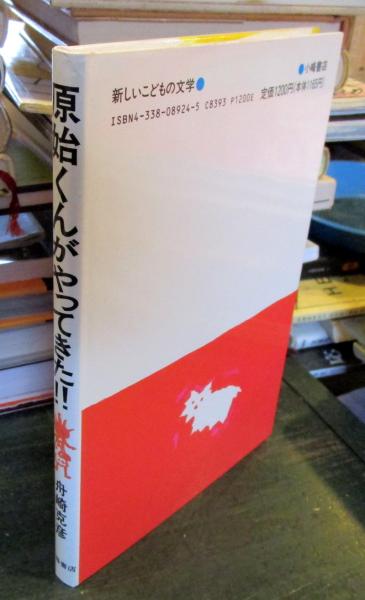 原始くんがやってきた!!
舟崎克彦
書店
新しいこどもの文学●
ISBN4-338-08924-5 C8393 P1200E
●小峰書店
定価1200円(本体1165円)